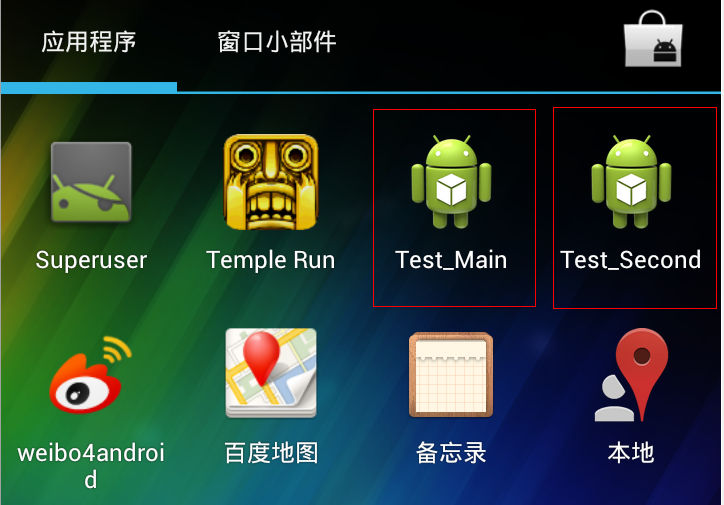 应用程序
窗口小部件
Superuser
Temple Run
Test_Main
Test_Second
weibo4androi
d
百度地图
备忘录
本地